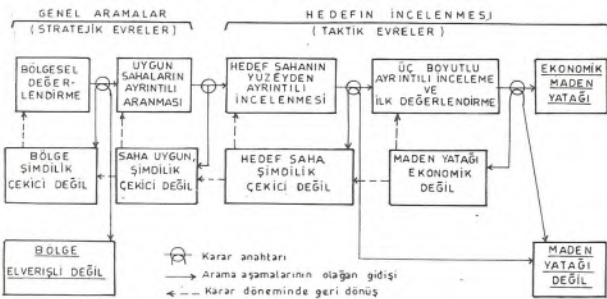 GENEL ARAMALAR
(STRATEJİK EVRELER)
HEDEFİN İNCELENMESİ
(TAKTİK EVRELER)
BÖLGESEL
DEĞER-
LENDİRME
UYGUN
SAHALARIN
AYRINTILI
ARANMASI
HEDEF SAHANIN
YÜZEYDEN
AYRINTILI
İNCELENMESİ
ÜÇ BOYUTLU
AYRINTILI İNCELEME
VE
İLK DEĞERLENDİRME
EKONOMİK
MADEN
YATAĞI
BÖLGE
ŞİMDİLİK
ÇEKİCİ DEĞİL
SAHA UYGUN,
ŞİMDİLİK
ÇEKİCİ DEĞİL
HEDEF SAHA,
ŞİMDİLİK
ÇEKİCİ DEĞİL
MADEN YATAĞI
EKONOMİK
DEĞİL
BÖLGE
ELVERİŞLİ DEĞİL
Karar anahtarı
Arama aşamalarının olağan gidişi
Karar döneminde geri dönüş
MADEN
YATAĞI
DEĞİL